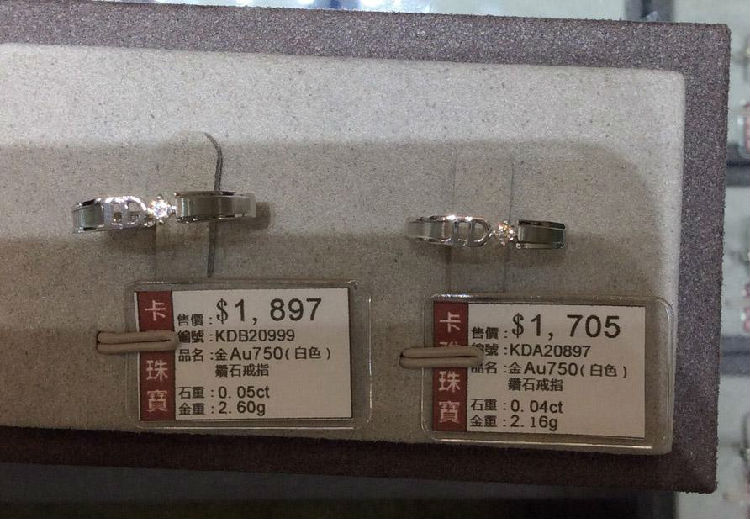 卡
珠
寶
售價:$1, 897
編號:KDB20999
品名:金Au750(白色)
鑽石戒指
石重:0. 05ct
金重:2. 60g
卡
珠
寶
售價:$1, 705
號:KDA20897
名:金Au750(白色)
鑽石戒指
石重:0. 04ct
金重:2. 16g